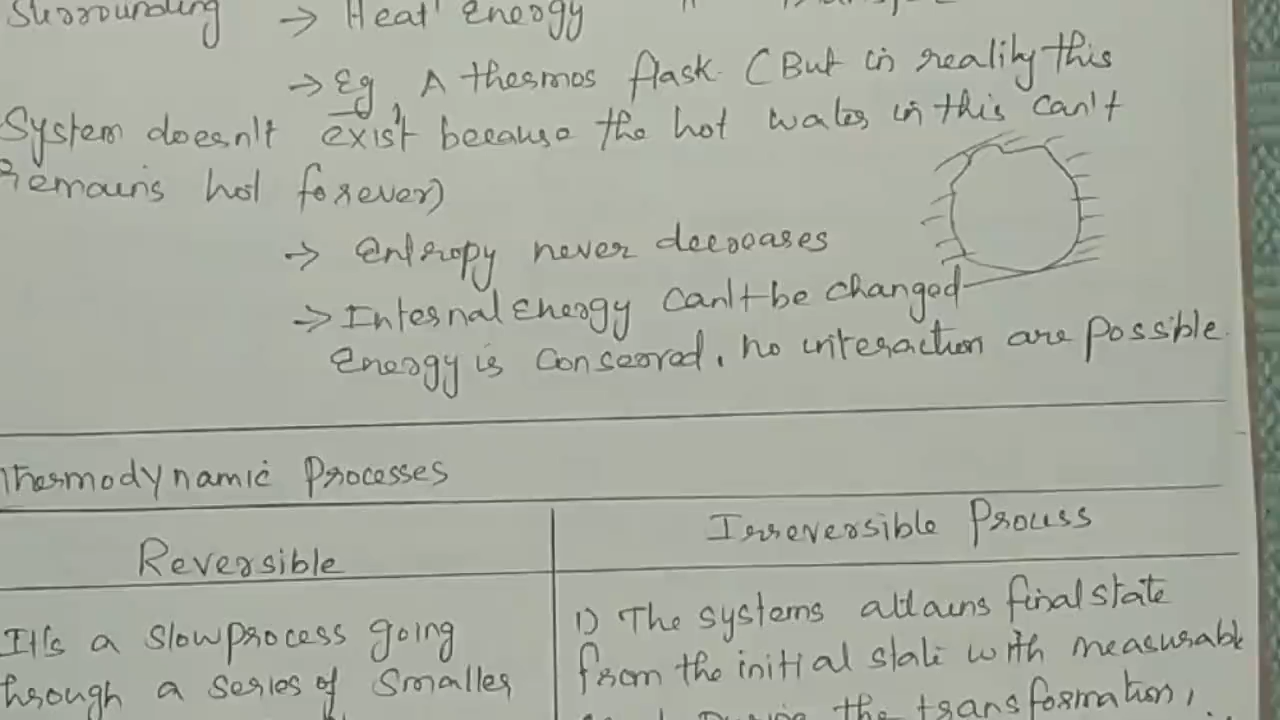 Surrounding → Heat energy
→ Eg, A thermos flask (But in reality this
System doesn't exist because the hot water in this can't
Remains hot forever)
→ Entropy never decreases
→ Internal energy can't be changed
Energy is conserved, no interaction are possible.
Thermodynamic Processes
Reversible
Irreversible Process
It's a slow process going
through a series of smaller
1) The systems attains final state
from the initial state with measurable
the transformation,